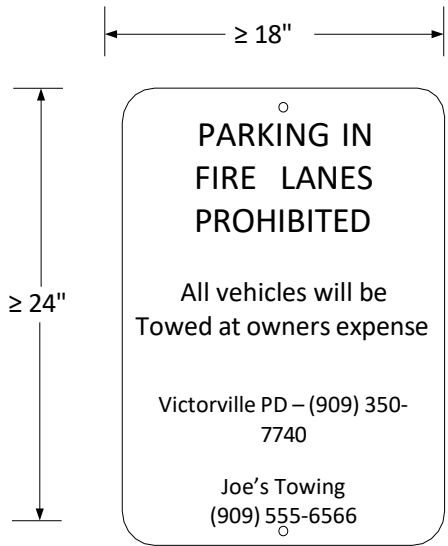 ≥ 18"
PARKING IN
FIRE LANES
PROHIBITED
≥ 24"
All vehicles will be
Towed at owners expense
Victorville PD – (909) 350-
7740
Joe's Towing
(909) 555-6566